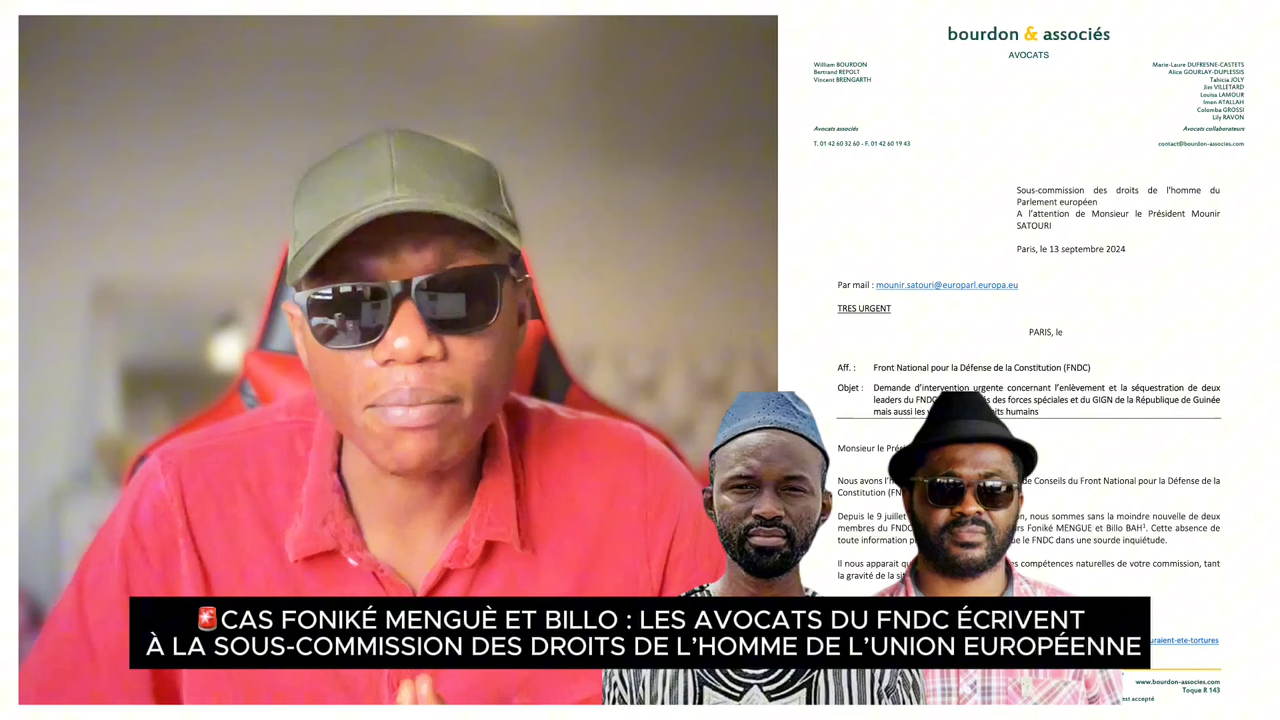 bourdon & associés
AVOCATS
William BOURDON
Bertrand REPOLT
Vincent BRENGARTH
Marie-Laure DUFRESNE-CASTETS
Alice GOURLAY-DUPLESSIS
Tahicia JOLY
Jim VILLETARD
Louisa LAMOUR
Imen ATALLAH
Colomba GROSSI
Lily RAVON
Avocats associés
Avocats collaborateurs
T. 01 42 60 32 60 - F. 01 42 60 19 43
contact@bourdon-associes.com
Sous-commission des droits de l'homme du
Parlement européen
A l'attention de Monsieur le Président Mounir
SATOURI
Paris, le 13 septembre 2024
Par mail : mounir.satouri@europarl.europa.eu
TRES URGENT
PARIS, le
Aff. : Front National pour la Défense de la Constitution (FNDC)
Objet : Demande d'intervention urgente concernant l'enlèvement et la séquestration de deux
leaders du FNDC des forces spéciales et du GIGN de la République de Guinée
mais aussi les humains
Monsieur le
Nous avons de Conseils du Front National pour la Défense de la
Constitution
Depuis le 9 juillet nous sommes sans la moindre nouvelle de deux
membres du FNDC Foniké MENGUE et Billo BAH1. Cette absence de
toute information le FNDC dans une sourde inquiétude.
Il nous apparait compétences naturelles de votre commission, tant
la gravité de la
🚨CAS FONIKÉ MENGUÈ ET BILLO : LES AVOCATS DU FNDC ÉCRIVENT
À LA SOUS-COMMISSION DES DROITS DE L'HOMME DE L'UNION EUROPÉENNE
uraient-ete-tortures
www.bourdon-associes.com
Toque R 143
est accepté